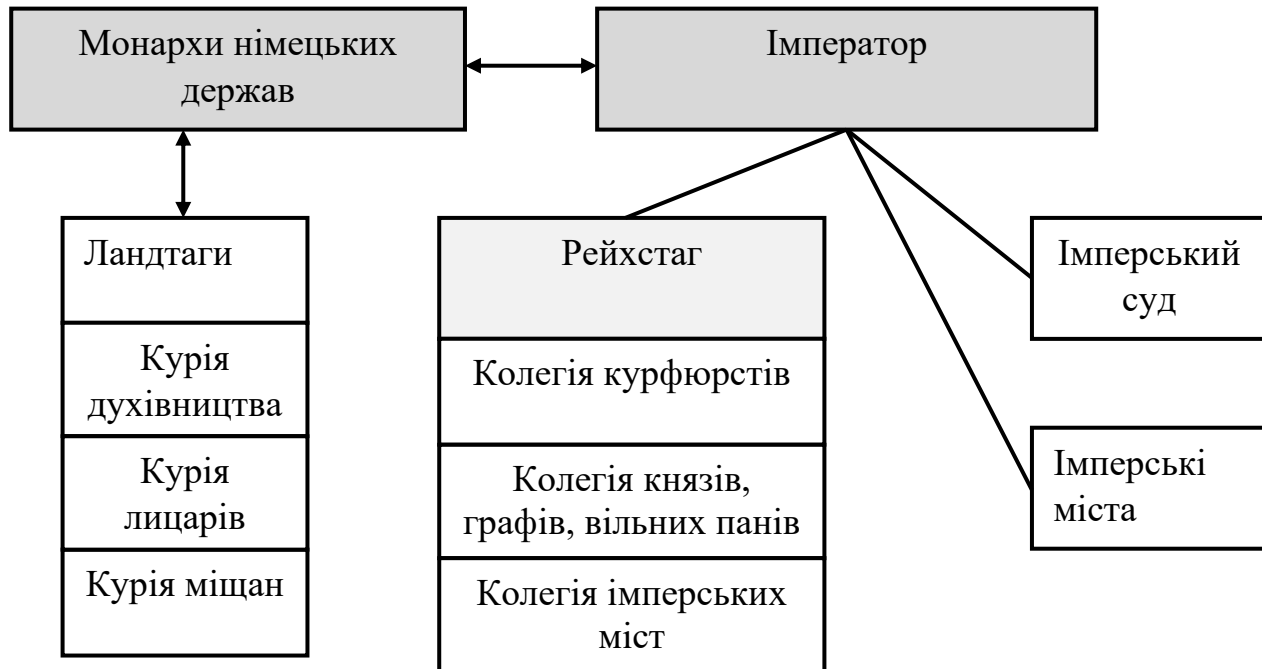 Монархи німецьких
держав
Імператор
Ландтаги
Курія
духівництва
Курія
лицарів
Курія міщан
Рейхстаг
Колегія курфюрстів
Колегія князів,
графів, вільних панів
Колегія імперських
міст
Імперський
суд
Імперські
міста